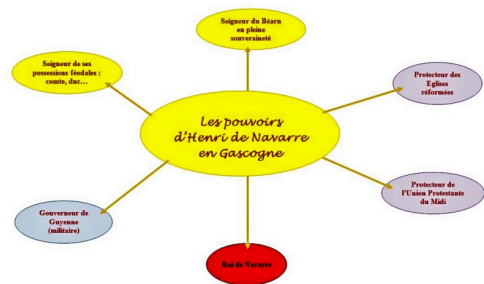 Seigneur du Béarn
en pleine
souveraineté
Seigneur de ses
possessions féodales :
comte, duc...
Protecteur des
Eglises
réformées
Les pouvoirs
d'Henri de Navarre
en Gascogne
Gouverneur de
Guyenne
(militaire)
Protecteur de
l'Union Protestante
du Midi
Roi de Navarre